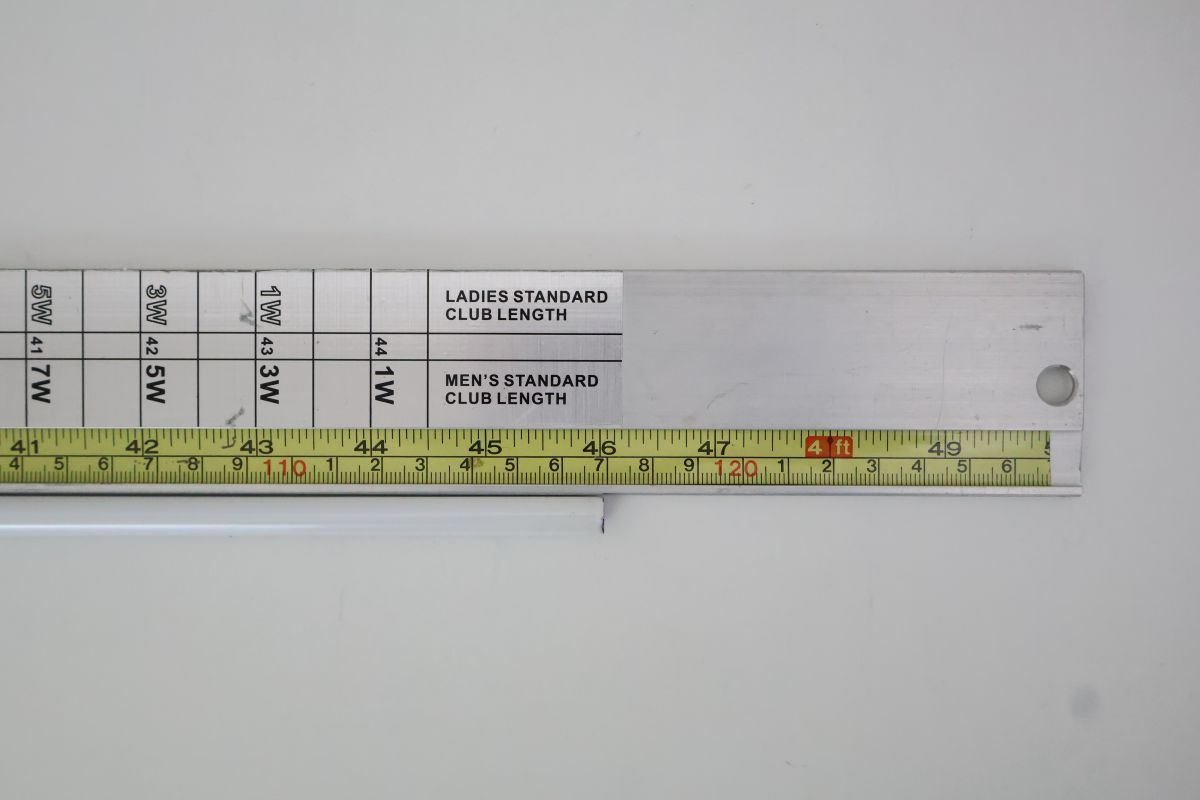 5W 3W 1W LADIES STANDARD
CLUB LENGTH
41 42 43 44
7W 5W 3W 1W MEN'S STANDARD
CLUB LENGTH
41 42 43 44 45 46 47 4 ft 49
4 5 6 7 8 9 110 1 2 3 4 5 6 7 8 9 120 1 2 3 4 5 6